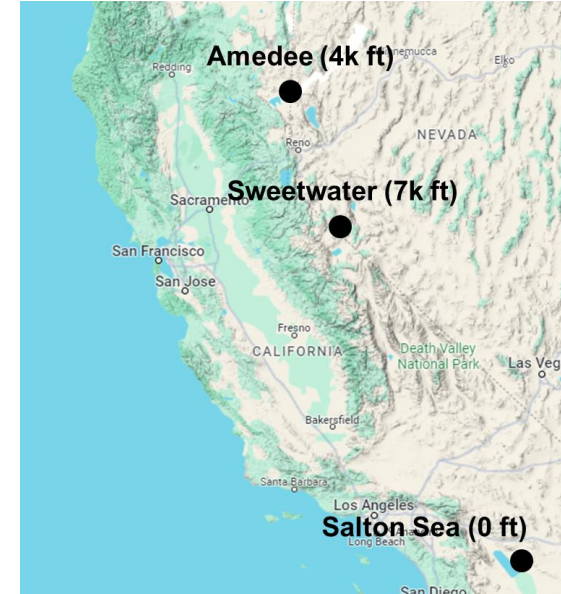 Amedee (4k ft)
nemucca
Elko
Redding
NEVADA
Reno
Sweetwater (7k ft)
Sacramento
San Francisco
San Jose
Fresno
CALIFORNIA
Death Valley
National Park
Las Veg
Bakersfield
Santa Barbara
Los Angeles
Salton Sea (0 ft)
Long Beach
San Diego